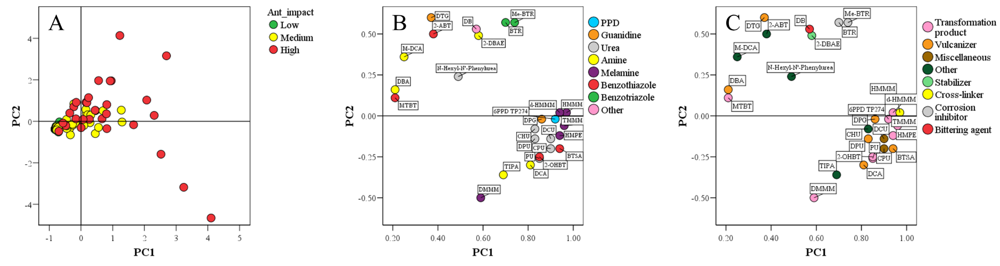 A
4
2
0
-2
-4
PC2
-1
0
1
2
3
4
5
PC1
Ant_impact
Low
Medium
High
B
0.50
0.25
0.00
-0.25
-0.50
PC2
0.20
0.40
0.60
0.80
1.00
PC1
DTG
2-ABT
DB
Me-BTR
BTR
2-DBAE
M-DCA
N-Hexyl-N'-Phenylurea
DBA
MTBT
d-HMMM
HMMM
6PPD TP274
DPG
TMMM
DCU
CHU
HMPE
DPU
CPU
PU
BTSA
2-OHBT
TIPA
DCA
DMMM
PPD
Guanidine
Urea
Amine
Melamine
Benzothiazole
Benzotriazole
Other
C
0.50
0.25
0.00
-0.25
-0.50
PC2
0.20
0.40
0.60
0.80
1.00
PC1
DTG
2-ABT
DB
Me-BTR
BTR
2-DBAE
M-DCA
N-Hexyl-N'-Phenylurea
DBA
MTBT
HMMM
d-HMMM
6PPD TP274
DPG
TMMM
DCU
CHU
HMPE
DPU
PU
2-OHBT
CPU
BTSA
TIPA
DCA
DMMM
Transformation
product
Vulcanizer
Miscellaneous
Other
Stabilizer
Cross-linker
Corrosion
inhibitor
Bittering agent